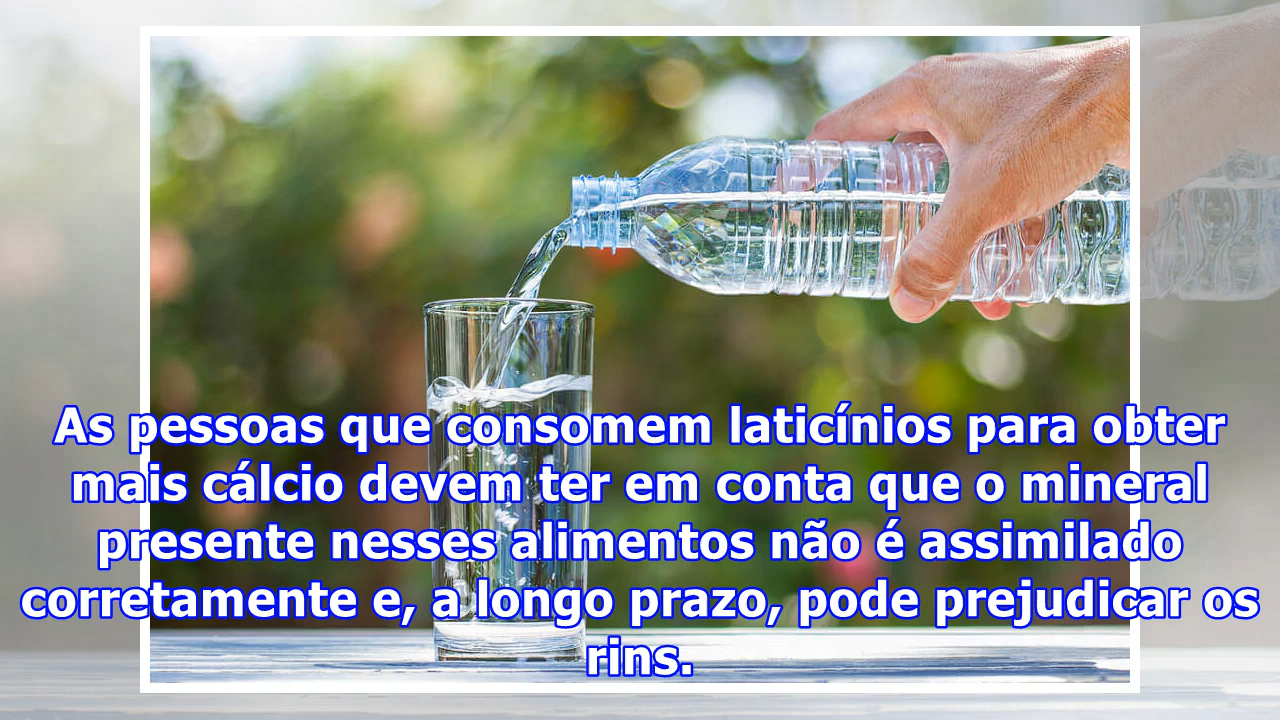 As pessoas que consomem laticínios para obter
mais cálcio devem ter em conta que o mineral
presente nesses alimentos não é assimilado
corretamente e, a longo prazo, pode prejudicar os
rins.